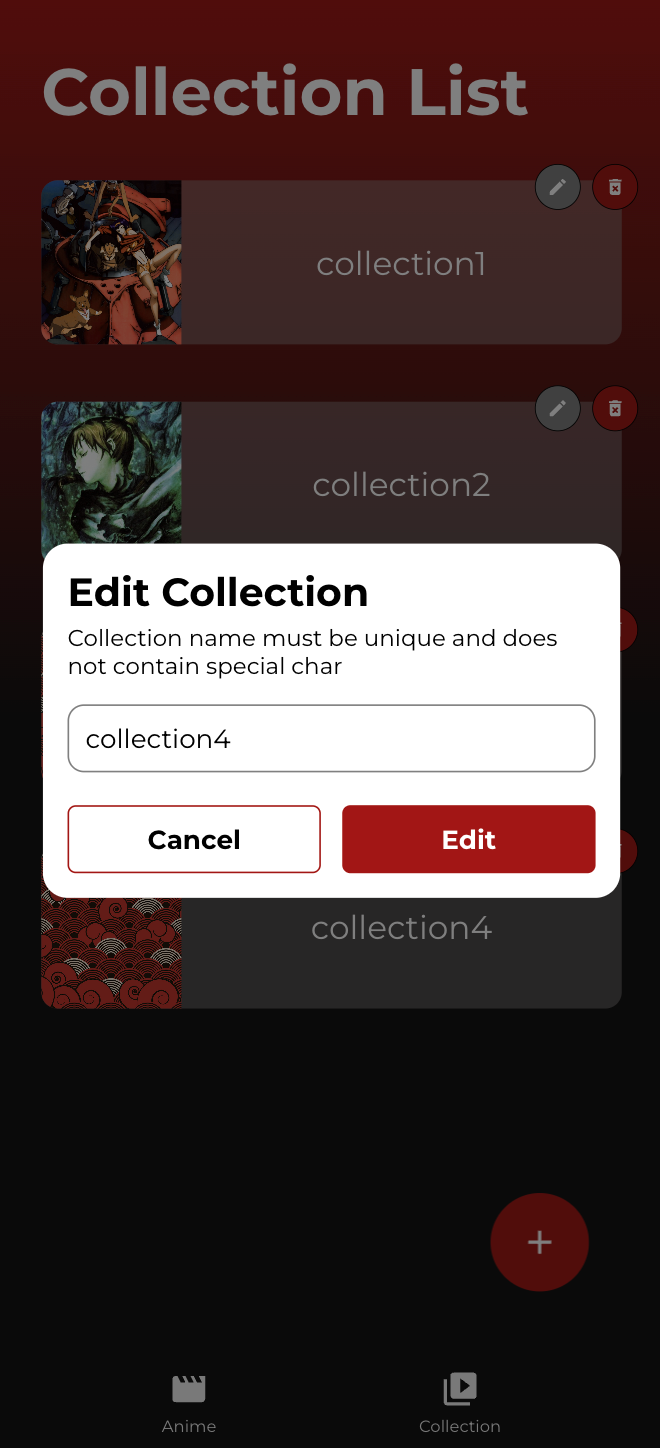 Collection List
collection1
collection2
Edit Collection
Collection name must be unique and does
not contain special char
collection4
Cancel
Edit
collection4
Anime
Collection